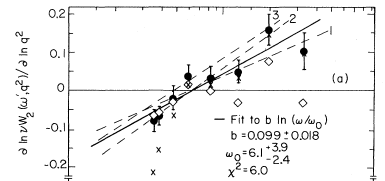 ∂ ln νW₂(ω′,q²)/∂ ln q²
0.2
0.1
0
-0.1
-0.2
3
2
1
(a)
— Fit to b ln (ω/ω₀)
b = 0.099 ± 0.018
ω₀ = 6.1 +3.9 -2.4
χ² = 6.0